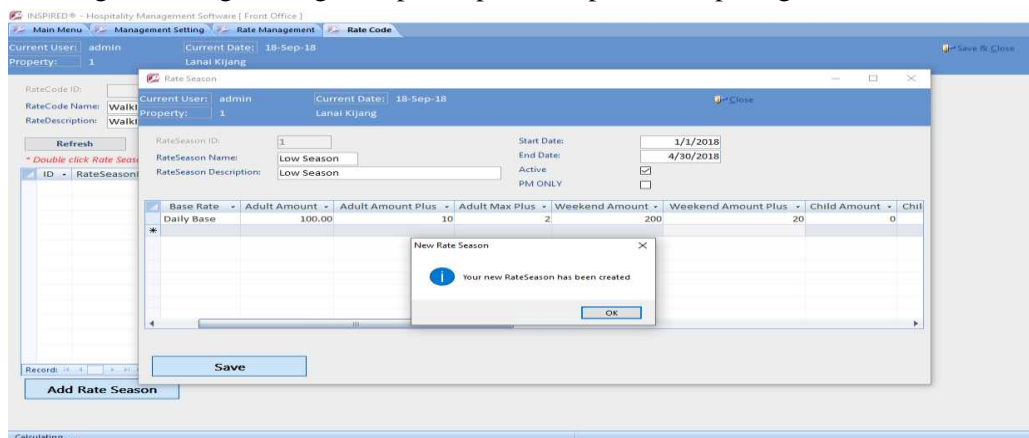 INSPIRED® - Hospitality Management Software [ Front Office ]
Main Menu Management Setting Rate Management Rate Code
Current User: admin Current Date: 18-Sep-18 Save & Close
Property: 1 Lanai Kijang
Rate Season
Current User: admin Current Date: 18-Sep-18 Close
Property: 1 Lanai Kijang
RateCode ID:
RateCode Name: WalkI
RateDescription: WalkI
Refresh
* Double click Rate Seas
ID RateSeasonI
RateSeason ID: 1 Start Date: 1/1/2018
RateSeason Name: Low Season End Date: 4/30/2018
RateSeason Description: Low Season Active
PM ONLY
Base Rate Adult Amount Adult Amount Plus Adult Max Plus Weekend Amount Weekend Amount Plus Child Amount Chil
Daily Base 100.00 10 2 200 20 0
New Rate Season
Your new RateSeason has been created
OK
Save
Record:
Add Rate Season
Calculating